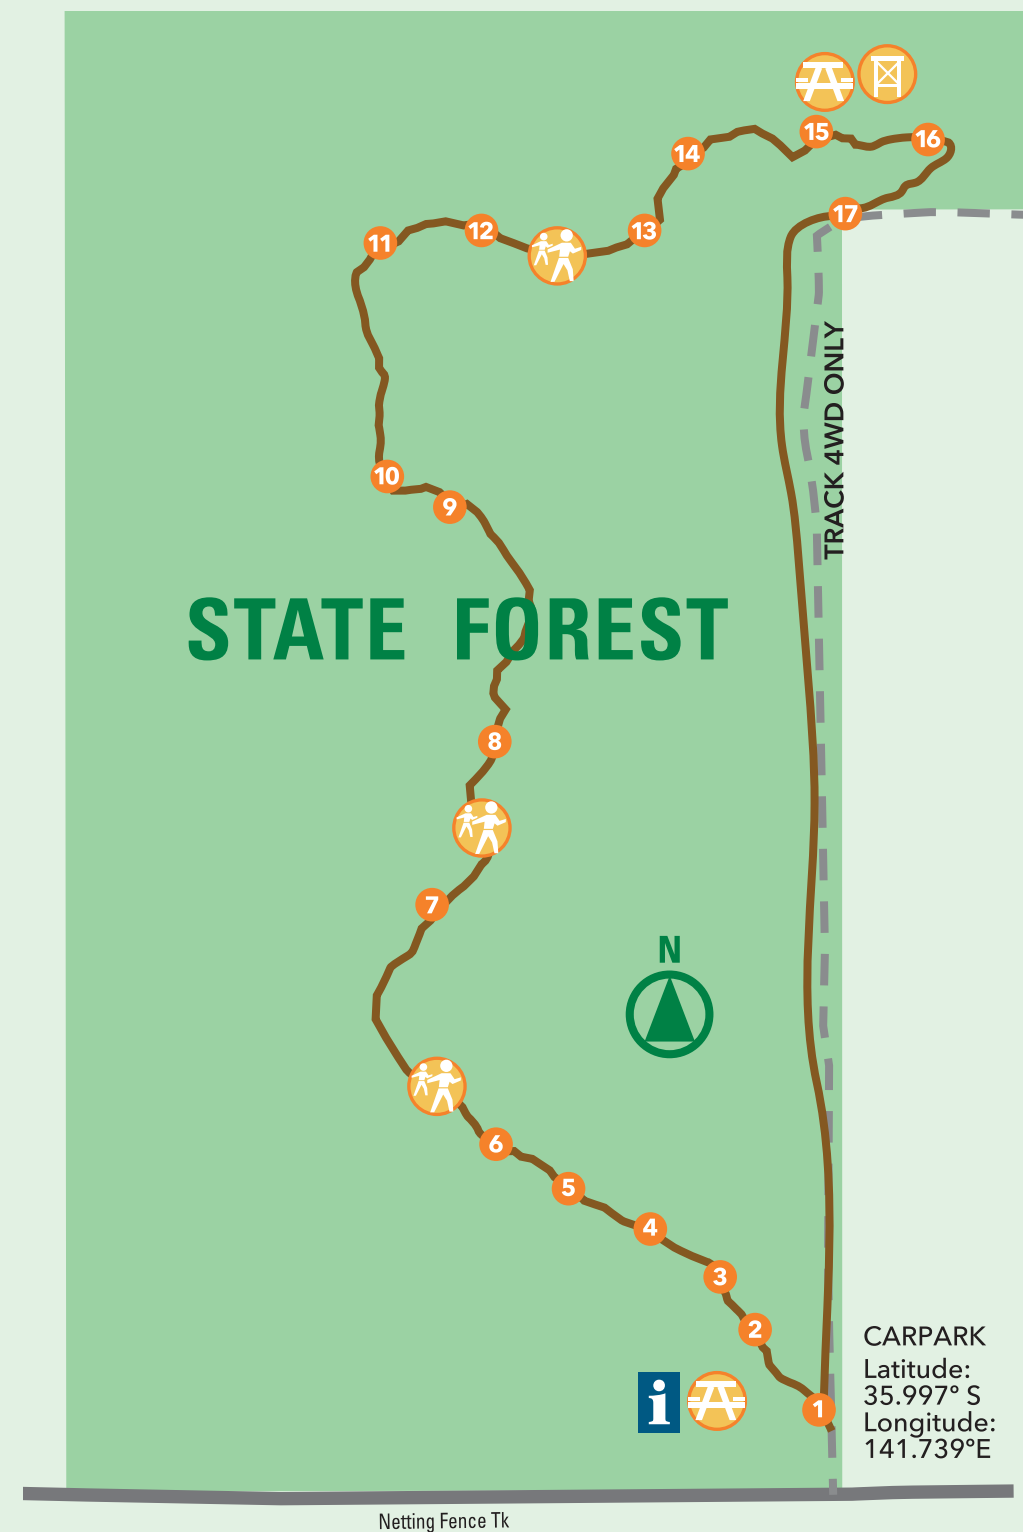 15
16
14
17
13
12
11
TRACK 4WD ONLY
10
9
STATE FOREST
8
7
N
6
5
4
3
2
CARPARK
Latitude:
35.997° S
Longitude:
141.739°E
i
1
Netting Fence Tk